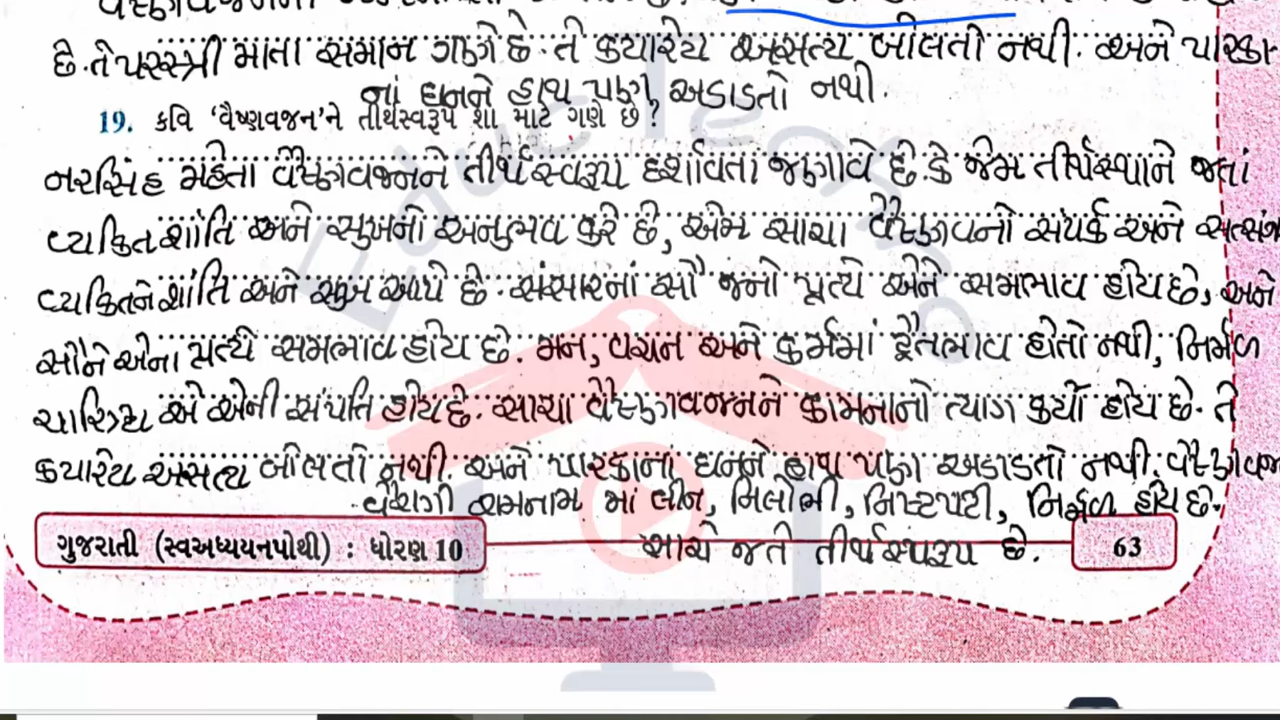 છે. તે પરસ્ત્રી માતા સમાન ગણે છે. તે કયારેય અસત્ય બોલતો નથી. અને પારકા
નાં ધનને હાથ પણ અડાડતો નથી.
19. કવિ ‘વૈષ્ણવજન’ને તીર્થસ્વરૂપ શા માટે ગણે છે ?
નરસિંહ મહેતા વૈષ્ણવજનને તીર્થ સ્વરૂપ દર્શાવતા જણાવે છે. કે જેમ તીર્થસ્થાને જતાં
વ્યકિત શાંતિ અને સુખનો અનુભવ કરે છે, એમ સાચા વૈષ્ણવનો સંપર્ક અને સત્સંગ
વ્યકિતને શાંતિ અને સુખ આપે છે. સંસારનાં સૌ જનો પ્રત્યે એને સમભાવ હોય છે, અને
સૌને એના પ્રત્યે સમભાવ હોય છે. મન, વચન અને કર્મમાં દ્વૈતભાવ હોતો નથી, નિર્મળ
ચારિત્ર્ય એ એની સંપતિ હોય છે. સાચા વૈષ્ણવજનને કામનાનો ત્યાગ કર્યો હોય છે. તે
કયારેય અસત્ય બોલતો નથી. અને પારકાનાં ધનને હાથ પણ અડાડતો નથી. વૈષ્ણવજન
વૈરાગી રામનામ માં લીન, નિર્લોભી, નિષ્કપટી, નિર્મળ હોય છે.
સાચે જ તે તીર્થસ્વરૂપ છે.
ગુજરાતી (સ્વઅધ્યયનપોથી) : ધોરણ 10
63